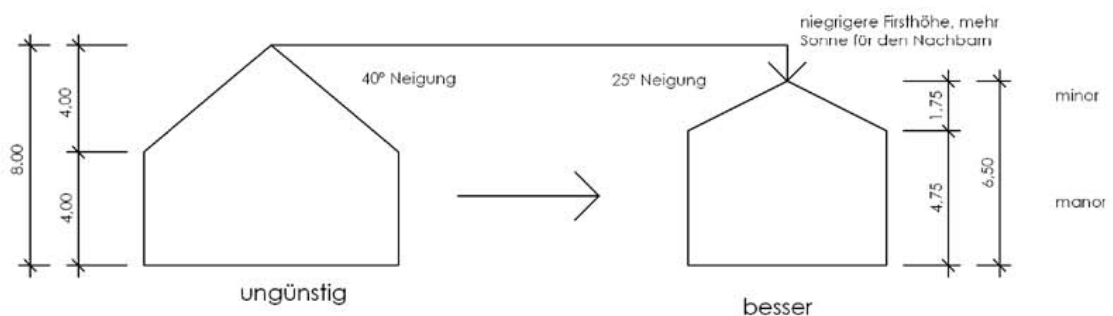 niegrigere Firsthöhe, mehr
Sonne für den Nachbarn
40° Neigung
25° Neigung
8.00
4,00
4,00
1,75
4,75
6,50
minor
manor
ungünstig
besser